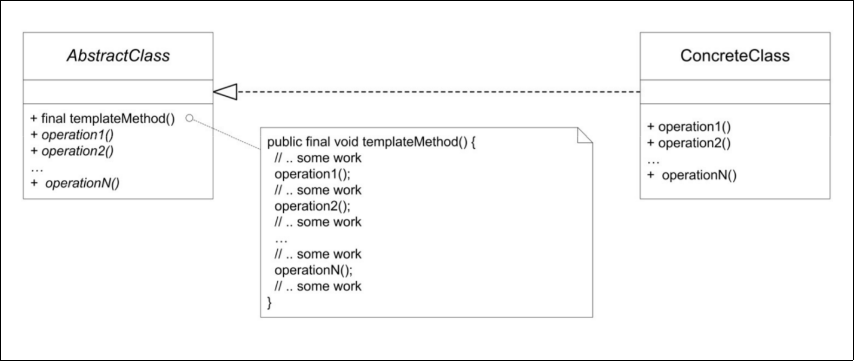 AbstractClass
+ final templateMethod()
+ operation1()
+ operation2()
...
+ operationN()
public final void templateMethod() {
// .. some work
operation1();
// .. some work
operation2();
// .. some work
...
// .. some work
operationN();
// .. some work
}
ConcreteClass
+ operation1()
+ operation2()
...
+ operationN()